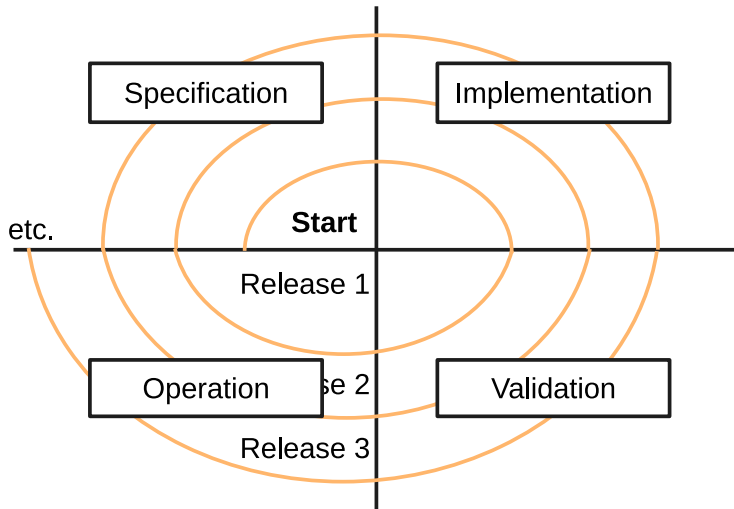 Specification
Implementation
Start
etc.
Release 1
Operation
se 2
Validation
Release 3